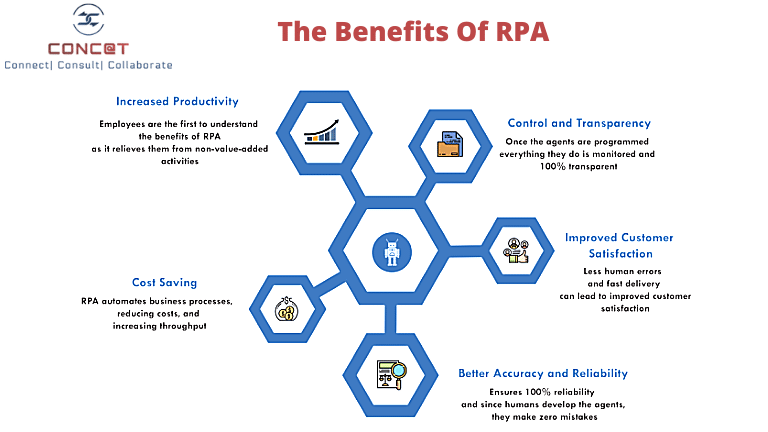 CONC@T
Connect| Consult| Collaborate
The Benefits Of RPA
Increased Productivity
Employees are the first to understand
the benefits of RPA
as it relieves them from non-value-added
activities
Control and Transparency
Once the agents are programmed
everything they do is monitored and
100% transparent
Improved Customer
Satisfaction
Less human errors
and fast delivery
can lead to improved customer
satisfaction
Cost Saving
RPA automates business processes,
reducing costs, and
increasing throughput
Better Accuracy and Reliability
Ensures 100% reliability
and since humans develop the agents,
they make zero mistakes